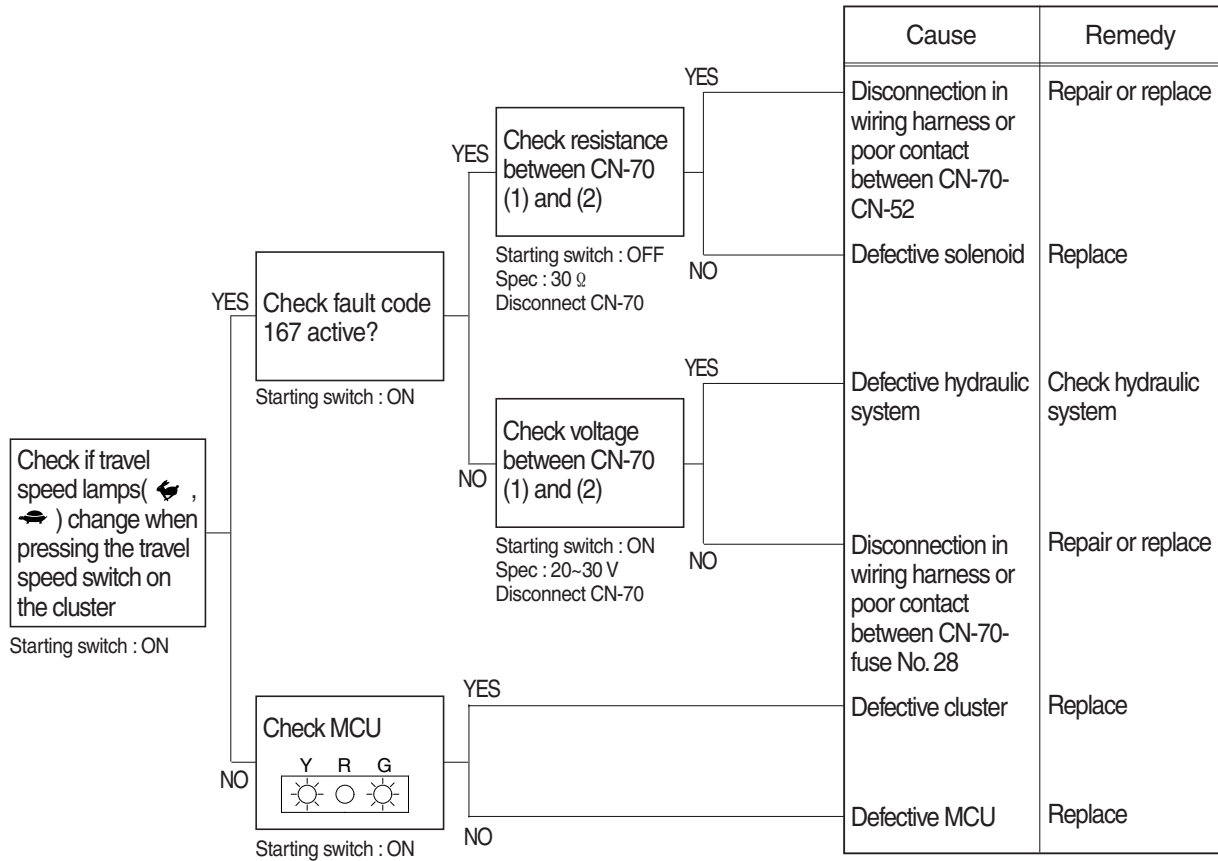 Cause Remedy
YES
Disconnection in
wiring harness or
poor contact
between CN-70-
CN-52
Repair or replace
Check resistance
between CN-70
(1) and (2)
YES
Starting switch : OFF
Spec : 30 Ω
Disconnect CN-70
NO
Defective solenoid
Replace
YES
Check fault code
167 active?
Starting switch : ON
YES
Defective hydraulic
system
Check hydraulic
system
Check voltage
between CN-70
(1) and (2)
NO
Check if travel
speed lamps( ,
) change when
pressing the travel
speed switch on
the cluster
Starting switch : ON
Starting switch : ON
Spec : 20~30 V
Disconnect CN-70
NO
Disconnection in
wiring harness or
poor contact
between CN-70-
fuse No. 28
Repair or replace
YES
Defective cluster
Replace
Check MCU
Y R G
NO
Starting switch : ON
NO
Defective MCU
Replace